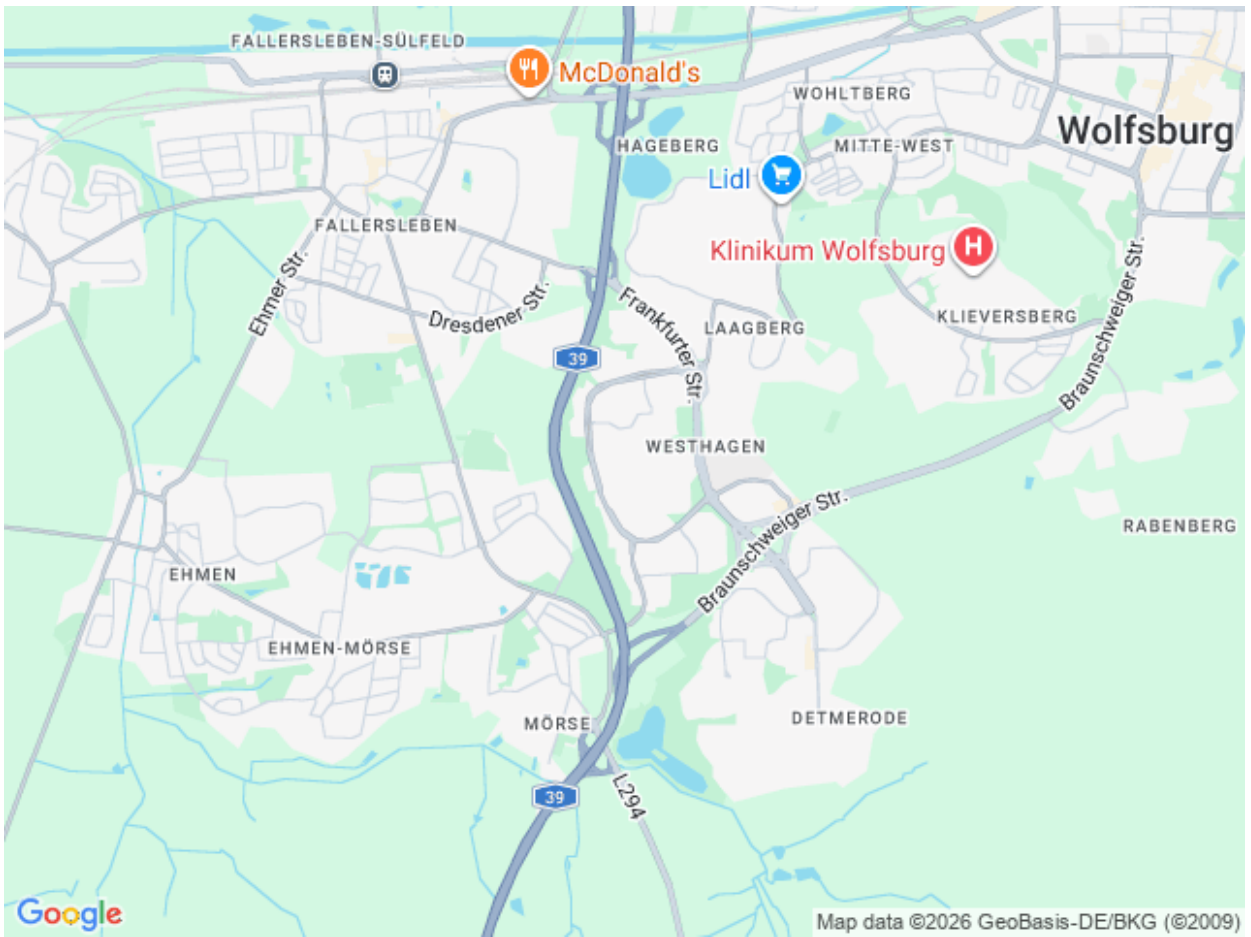 FALLERSLEBEN-SÜLFELD
McDonald's
WOHLTBERG
Wolfsburg
HAGEBERG
MITTE-WEST
Lidl
FALLERSLEBEN
Klinikum Wolfsburg
H
Ehmer Str.
Dresdener Str.
Frankfurter Str.
LAAGBERG
KLIEVERSBERG
Braunschweiger Str.
39
WESTHAGEN
Braunschweiger Str.
RABENBERG
EHMEN
EHMEN-MÖRSE
MÖRSE
DETMERODE
39
L294
Google
Map data ©2026 GeoBasis-DE/BKG (©2009)